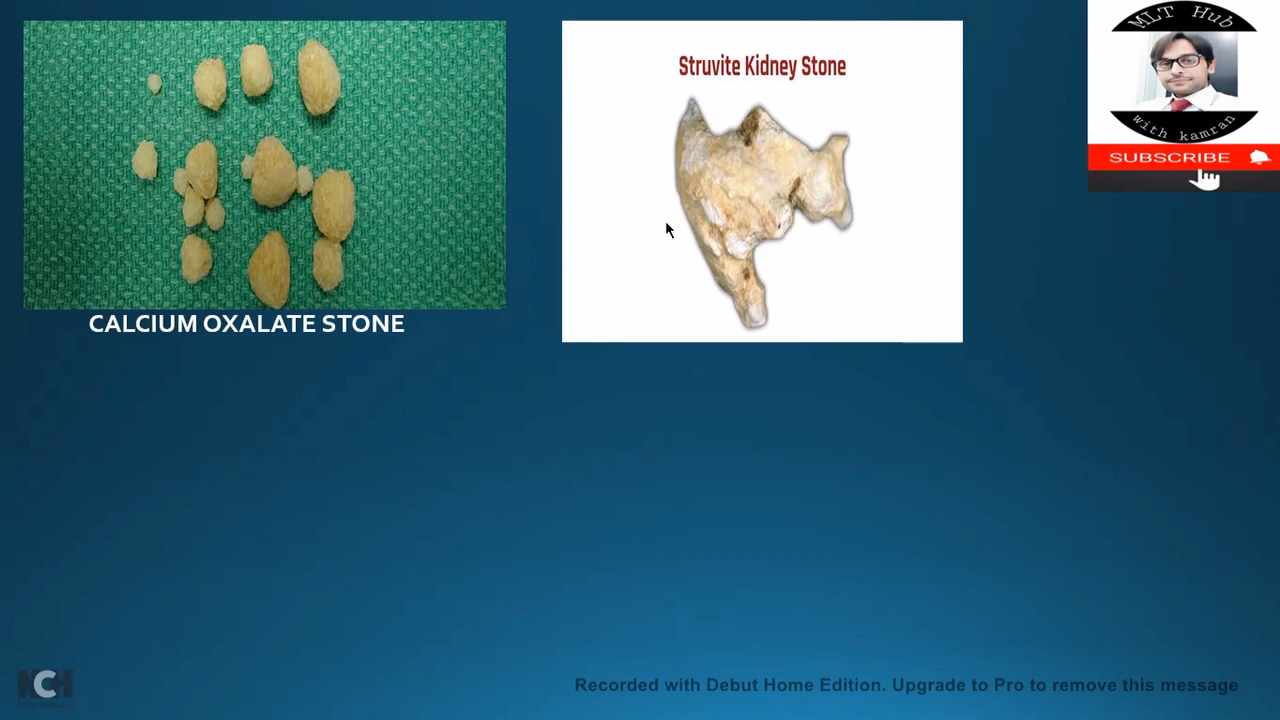 Struvite Kidney Stone
MLT Hub
with kamran
SUBSCRIBE
CALCIUM OXALATE STONE
NCH
Recorded with Debut Home Edition. Upgrade to Pro to remove this message